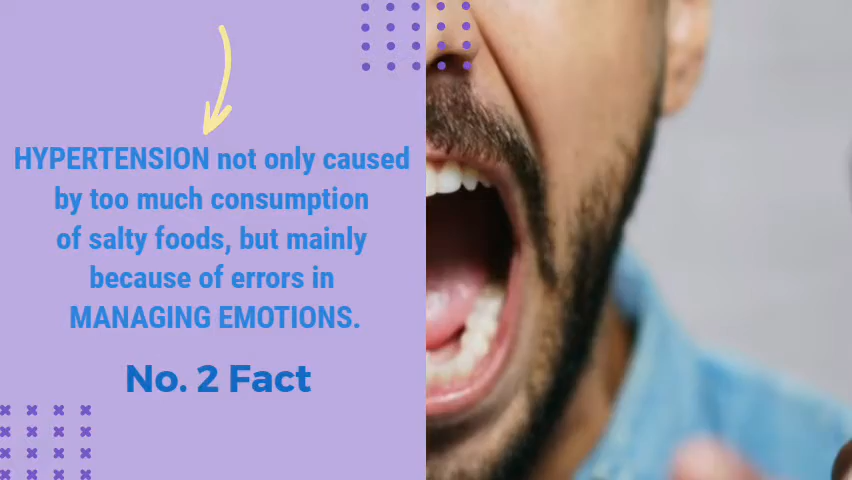 HYPERTENSION not only caused
by too much consumption
of salty foods, but mainly
because of errors in
MANAGING EMOTIONS.
No. 2 Fact